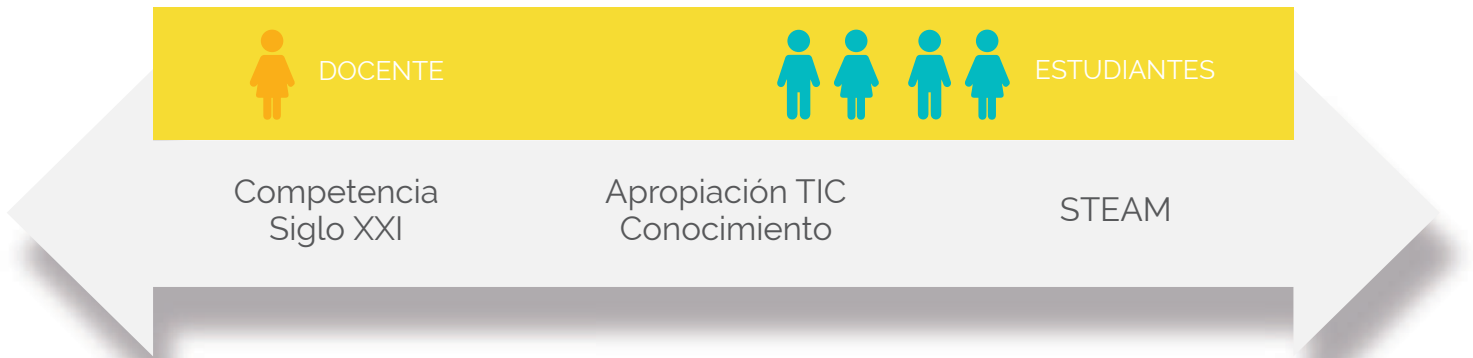 DOCENTE
ESTUDIANTES
Competencia
Siglo XXI
Apropiación TIC
Conocimiento
STEAM